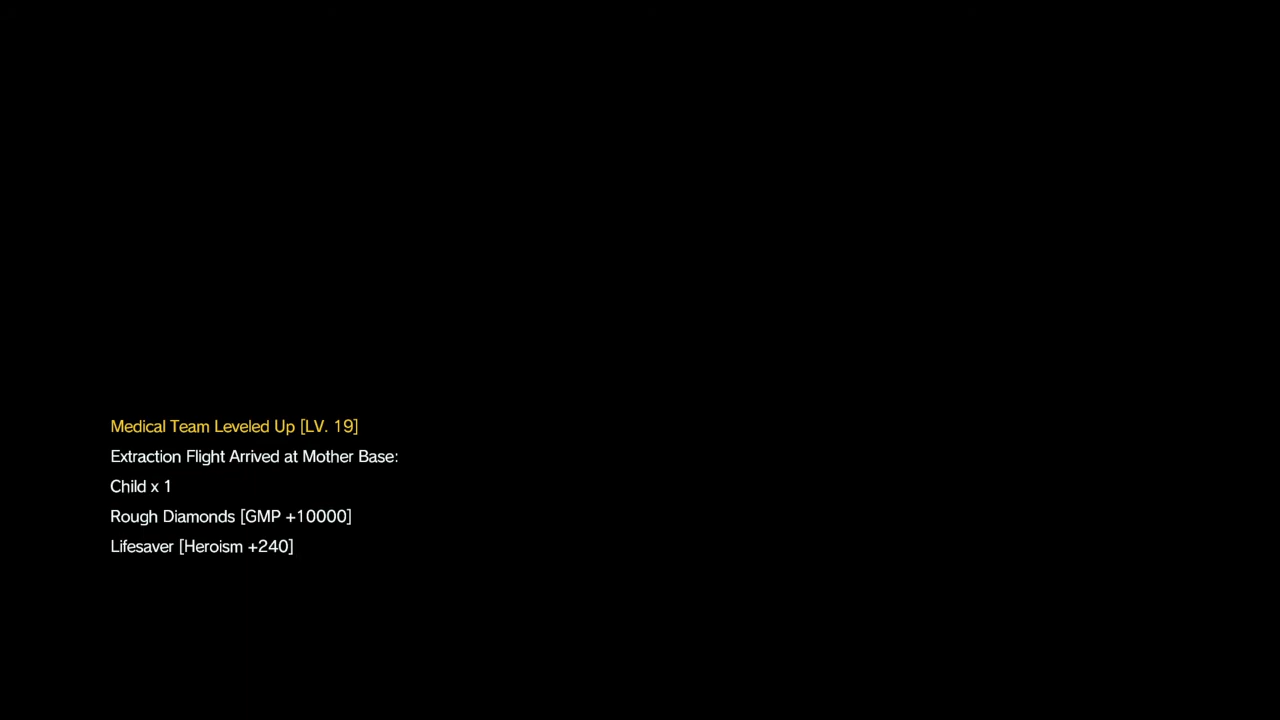 Medical Team Leveled Up [LV. 19]
Extraction Flight Arrived at Mother Base:
Child x 1
Rough Diamonds [GMP +10000]
Lifesaver [Heroism +240]